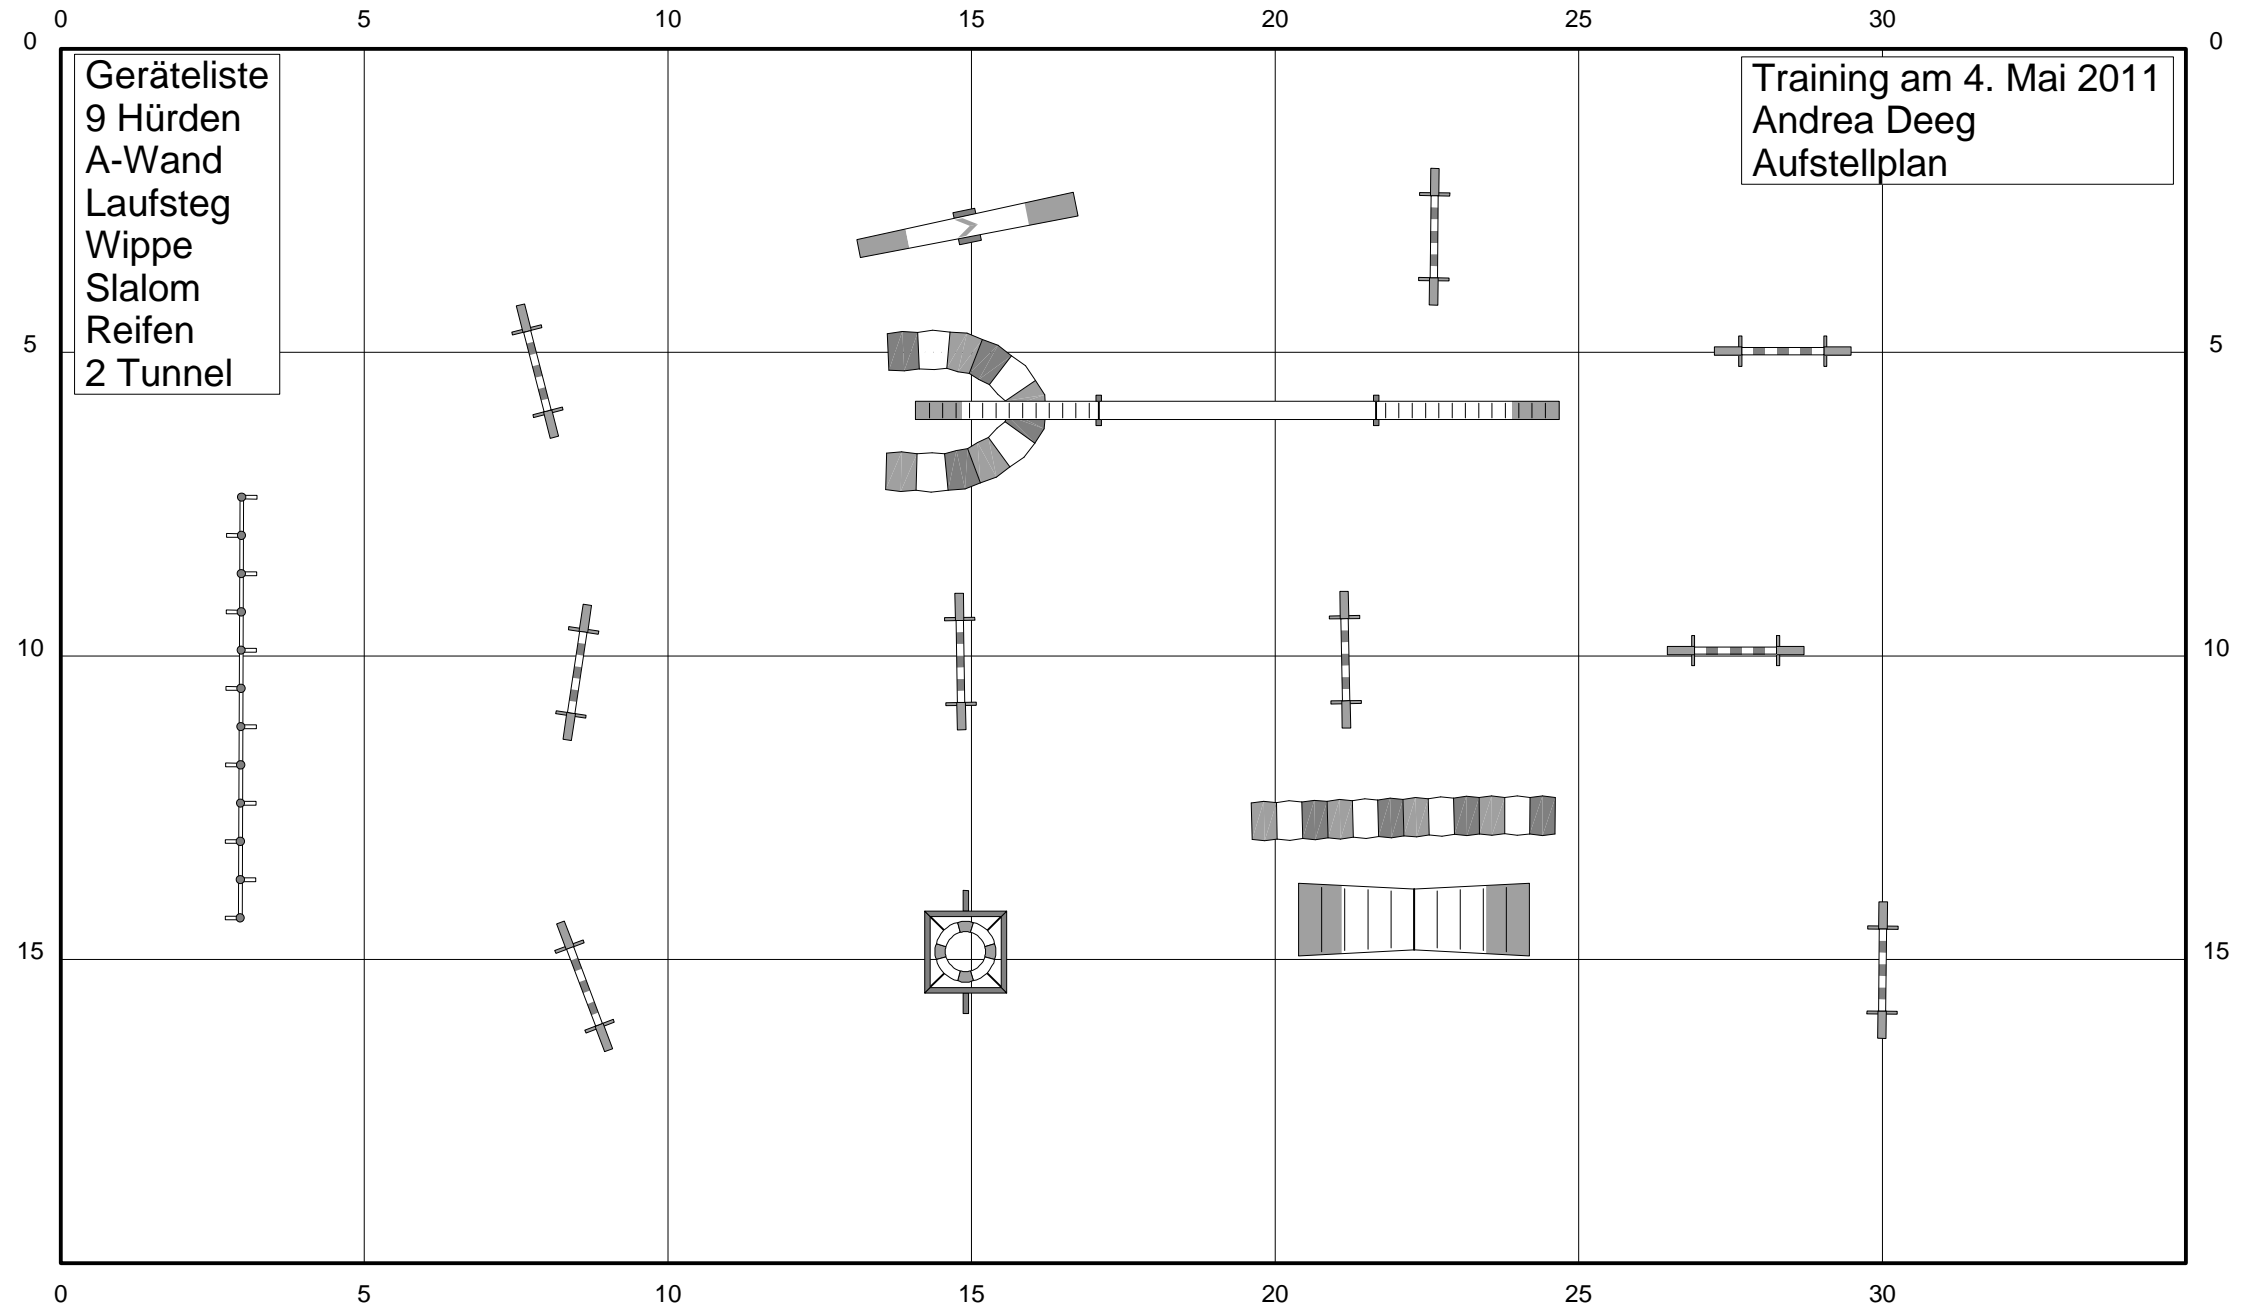 0 5 10 15 20 25 30
0 0
Geräteliste
9 Hürden
A-Wand
Laufsteg
Wippe
Slalom
Reifen
2 Tunnel
Training am 4. Mai 2011
Andrea Deeg
Aufstellplan
5 5
10 10
15 15
0 5 10 15 20 25 30